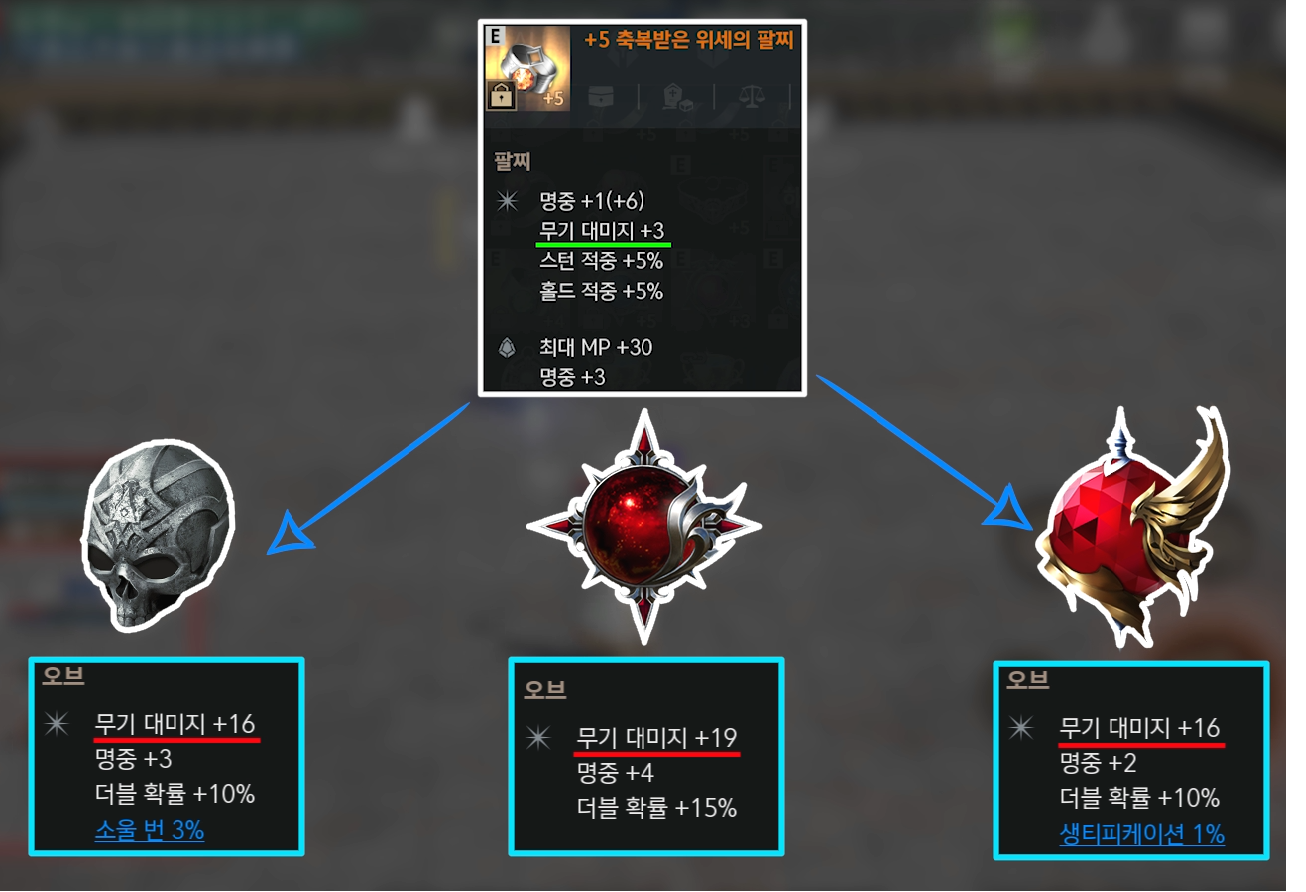 E
+5 축복받은 위세의 팔찌
+5
팔찌
명중 +1(+6)
무기 대미지 +3
스턴 적중 +5%
홀드 적중 +5%
최대 MP +30
명중 +3
오브
무기 대미지 +16
명중 +3
더블 확률 +10%
소울 번 3%
오브
무기 대미지 +19
명중 +4
더블 확률 +15%
오브
무기 대미지 +16
명중 +2
더블 확률 +10%
생티피케이션 1%